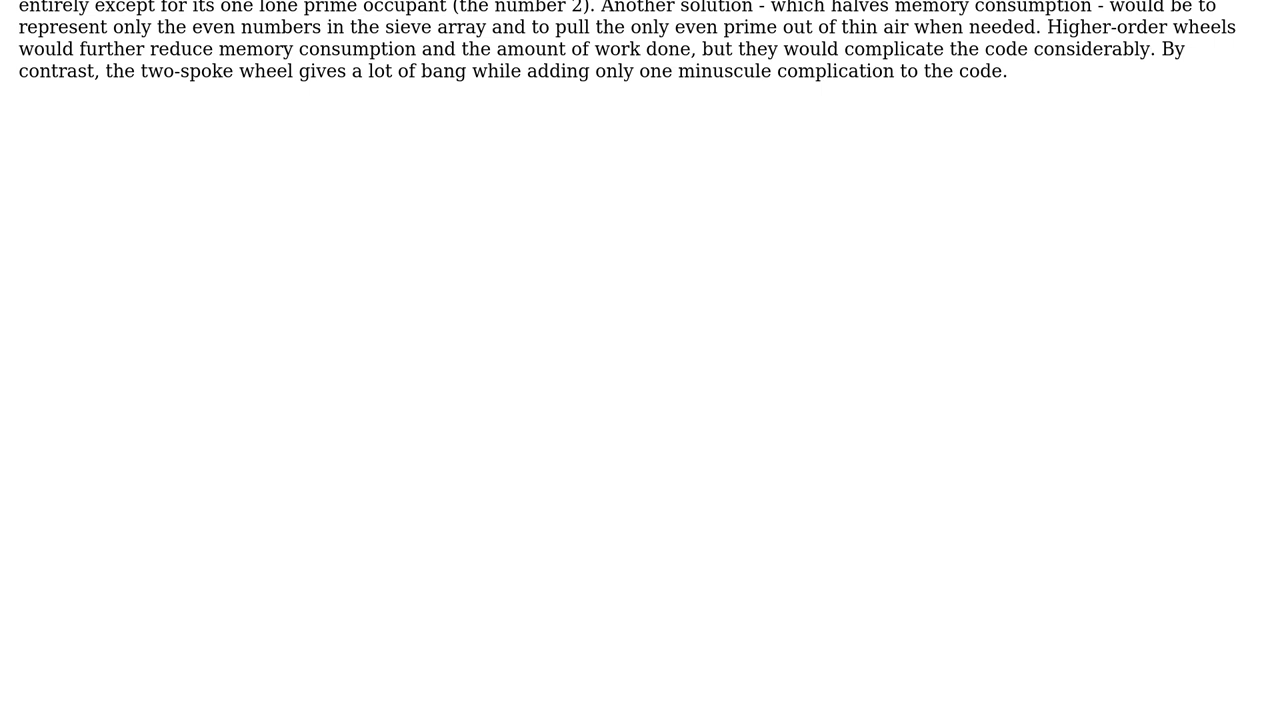 entirely except for its one lone prime occupant (the number 2). Another solution - which halves memory consumption - would be to
represent only the even numbers in the sieve array and to pull the only even prime out of thin air when needed. Higher-order wheels
would further reduce memory consumption and the amount of work done, but they would complicate the code considerably. By
contrast, the two-spoke wheel gives a lot of bang while adding only one minuscule complication to the code.